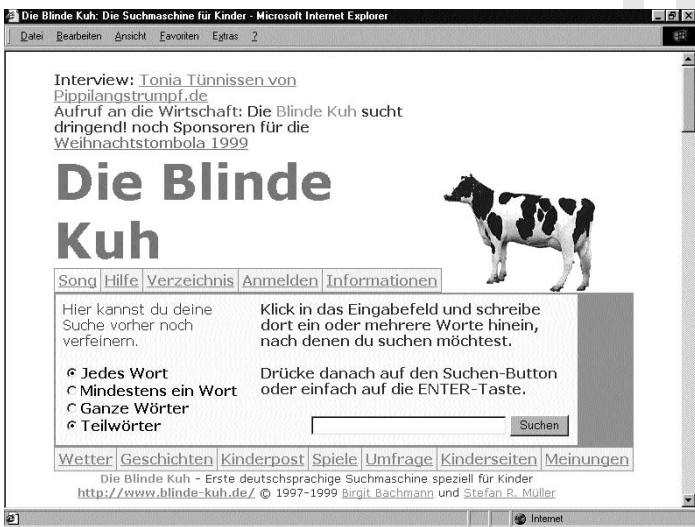 Die Blinde Kuh: Die Suchmaschine für Kinder - Microsoft Internet Explorer
Datei Bearbeiten Ansicht Favoriten Extras ?
Interview: Tonia Tünnissen von
Pippilangstrumpf.de
Aufruf an die Wirtschaft: Die Blinde Kuh sucht
dringend! noch Sponsoren für die
Weihnachtstombola 1999
Die Blinde
Kuh
Song Hilfe Verzeichnis Anmelden Informationen
Hier kannst du deine
Suche vorher noch
verfeinern.
Jedes Wort
Mindestens ein Wort
Ganze Wörter
Teilwörter
Klick in das Eingabefeld und schreibe
dort ein oder mehrere Worte hinein,
nach denen du suchen möchtest.
Drücke danach auf den Suchen-Button
oder einfach auf die ENTER-Taste.
Suchen
Wetter Geschichten Kinderpost Spiele Umfrage Kinderseiten Meinungen
Die Blinde Kuh - Erste deutschsprachige Suchmaschine speziell für Kinder
http://www.blinde-kuh.de/ © 1997-1999 Birgit Bachmann und Stefan R. Müller
Internet